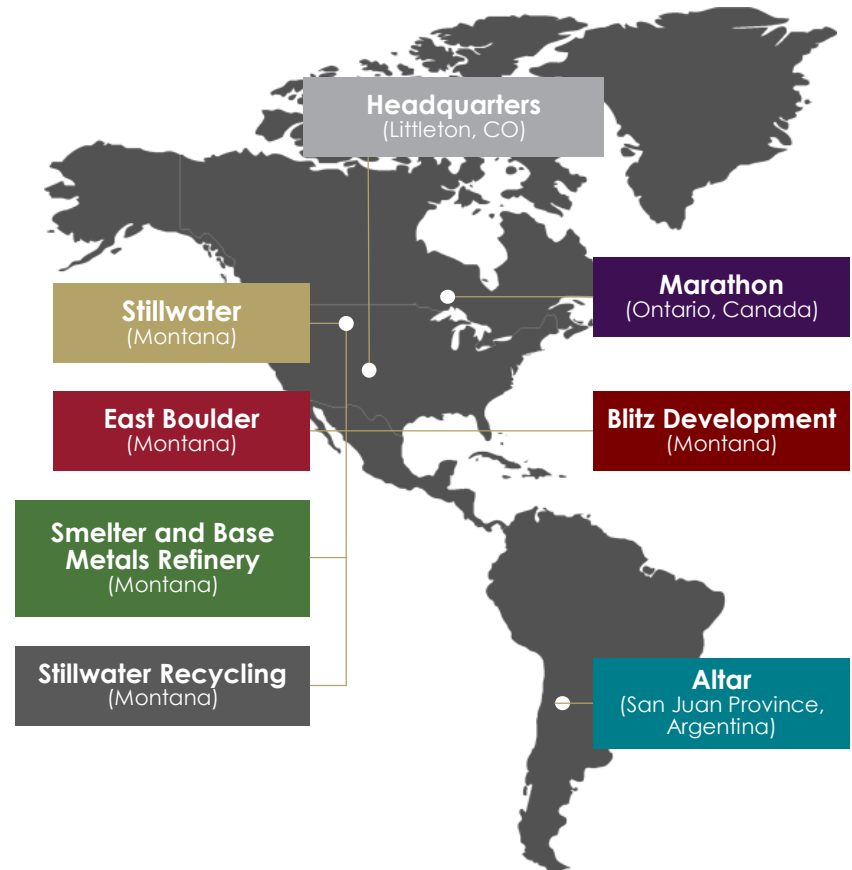 Headquarters
(Littleton, CO)
Stillwater
(Montana)
Marathon
(Ontario, Canada)
East Boulder
(Montana)
Blitz Development
(Montana)
Smelter and Base
Metals Refinery
(Montana)
Stillwater Recycling
(Montana)
Altar
(San Juan Province,
Argentina)